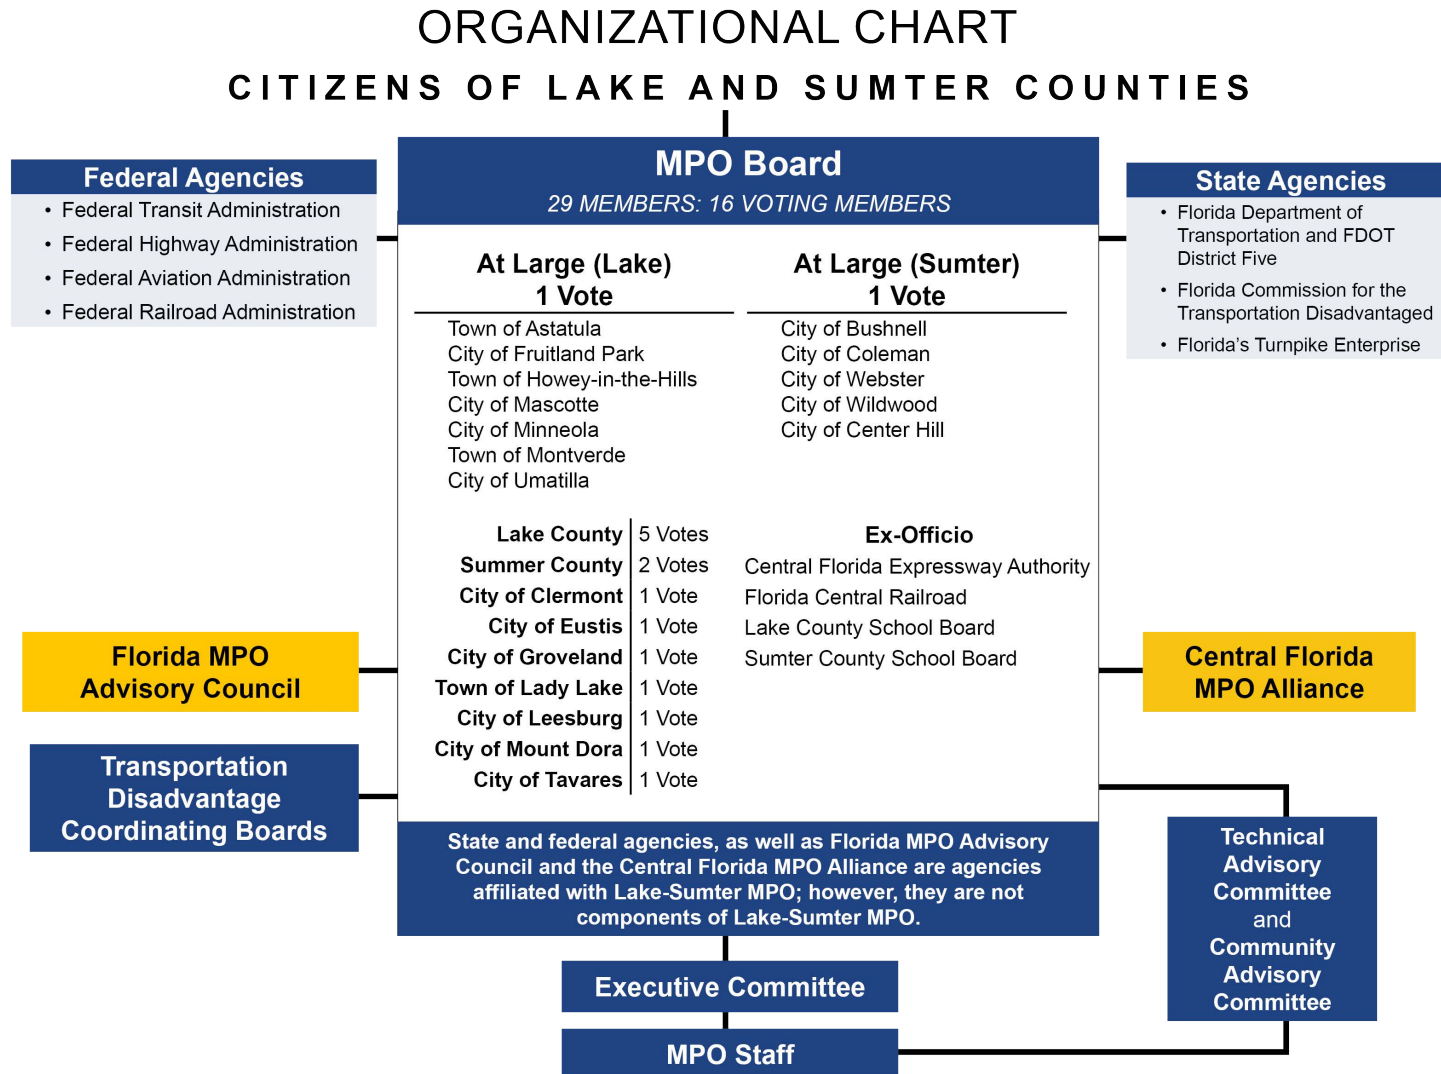 ORGANIZATIONAL CHART
CITIZENS OF LAKE AND SUMTER COUNTIES
Federal Agencies
• Federal Transit Administration
• Federal Highway Administration
• Federal Aviation Administration
• Federal Railroad Administration
MPO Board
29 MEMBERS: 16 VOTING MEMBERS
State Agencies
• Florida Department of
Transportation and FDOT
District Five
• Florida Commission for the
Transportation Disadvantaged
• Florida's Turnpike Enterprise
At Large (Lake)
1 Vote
Town of Astatula
City of Fruitland Park
Town of Howey-in-the-Hills
City of Mascotte
City of Minneola
Town of Montverde
City of Umatilla
At Large (Sumter)
1 Vote
City of Bushnell
City of Coleman
City of Webster
City of Wildwood
City of Center Hill
Lake County 5 Votes
Summer County 2 Votes
City of Clermont 1 Vote
City of Eustis 1 Vote
City of Groveland 1 Vote
Town of Lady Lake 1 Vote
City of Leesburg 1 Vote
City of Mount Dora 1 Vote
City of Tavares 1 Vote
Ex-Officio
Central Florida Expressway Authority
Florida Central Railroad
Lake County School Board
Sumter County School Board
Florida MPO
Advisory Council
Central Florida
MPO Alliance
Transportation
Disadvantage
Coordinating Boards
State and federal agencies, as well as Florida MPO Advisory
Council and the Central Florida MPO Alliance are agencies
affiliated with Lake-Sumter MPO; however, they are not
components of Lake-Sumter MPO.
Technical
Advisory
Committee
and
Community
Advisory
Committee
Executive Committee
MPO Staff